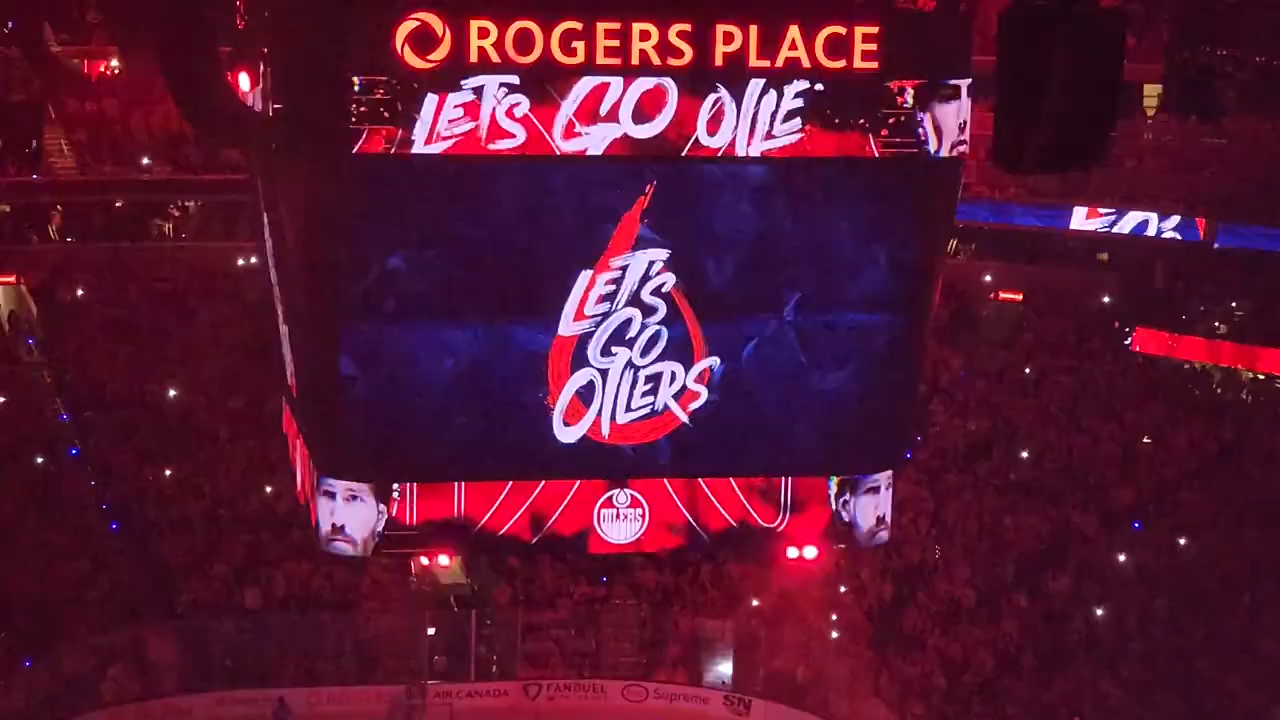 ROGERS PLACE
LET'S GO OILE
LET'S
GO
OILERS
OILERS
AIR CANADA
FANDUEL
Supreme
SN